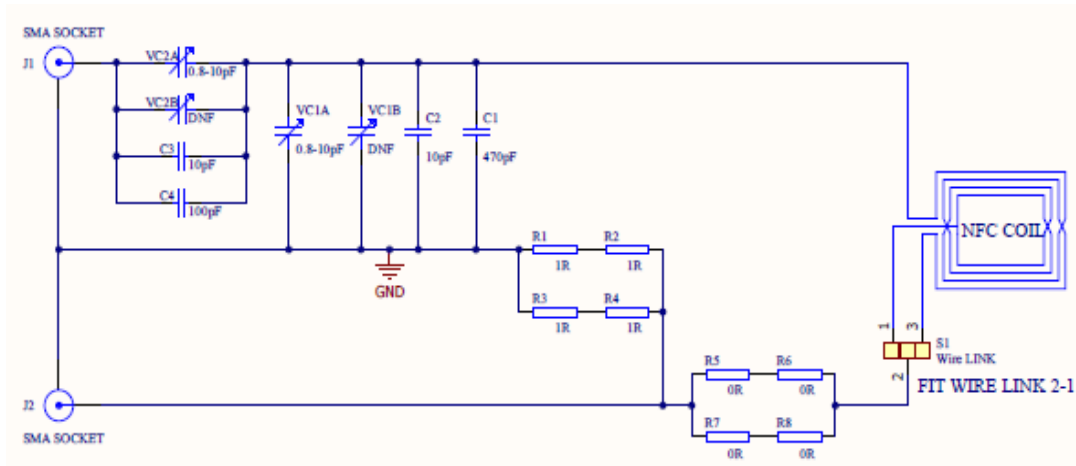 SMA SOCKET
J1
VC2A
0.8-10pF
VC2B
DNF
C3
10pF
C4
100pF
VC1A
0.8-10pF
VC1B
DNF
C2
10pF
C1
470pF
GND
R1
1R
R2
1R
R3
1R
R4
1R
NFC COIL
1
3
2
S1
Wire LINK
FIT WIRE LINK 2-1
R5
0R
R6
0R
R7
0R
R8
0R
J2
SMA SOCKET